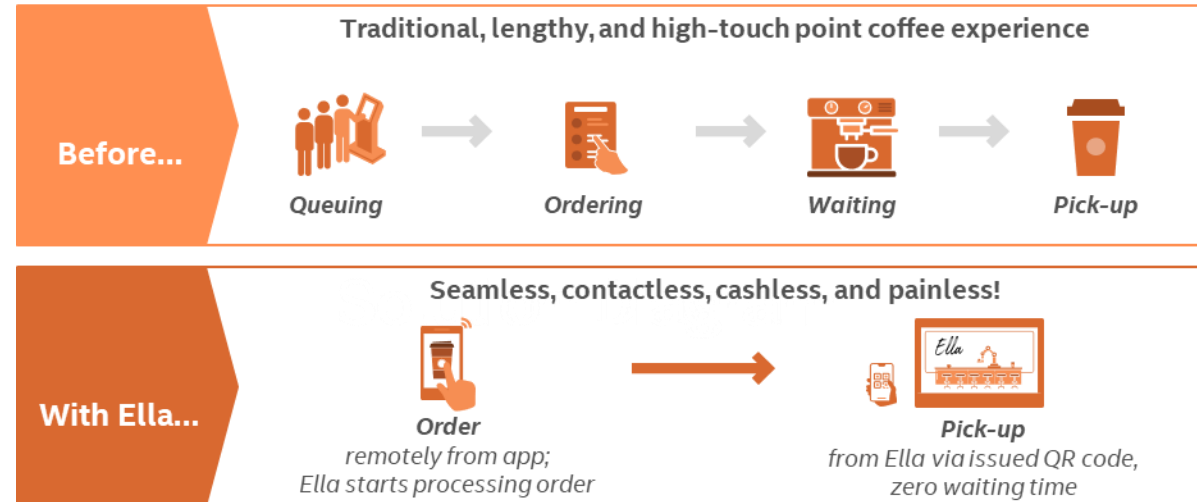 Traditional, lengthy, and high-touch point coffee experience
Before...
Queuing
Ordering
Waiting
Pick-up
Seamless, contactless, cashless, and painless!
With Ella...
Ella
Order
remotely from app;
Ella starts processing order
Pick-up
from Ella via issued QR code,
zero waiting time